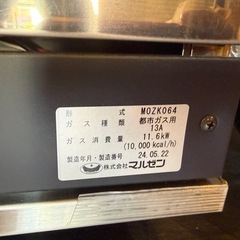 型 式 MOZK064
ガ ス 種 類 都市ガス用
13A
ガ ス 消 費 量 11.6kW
(10,000 kcal/h)
製造年月・製造番号 24.05.22
株式会社 マルゼン